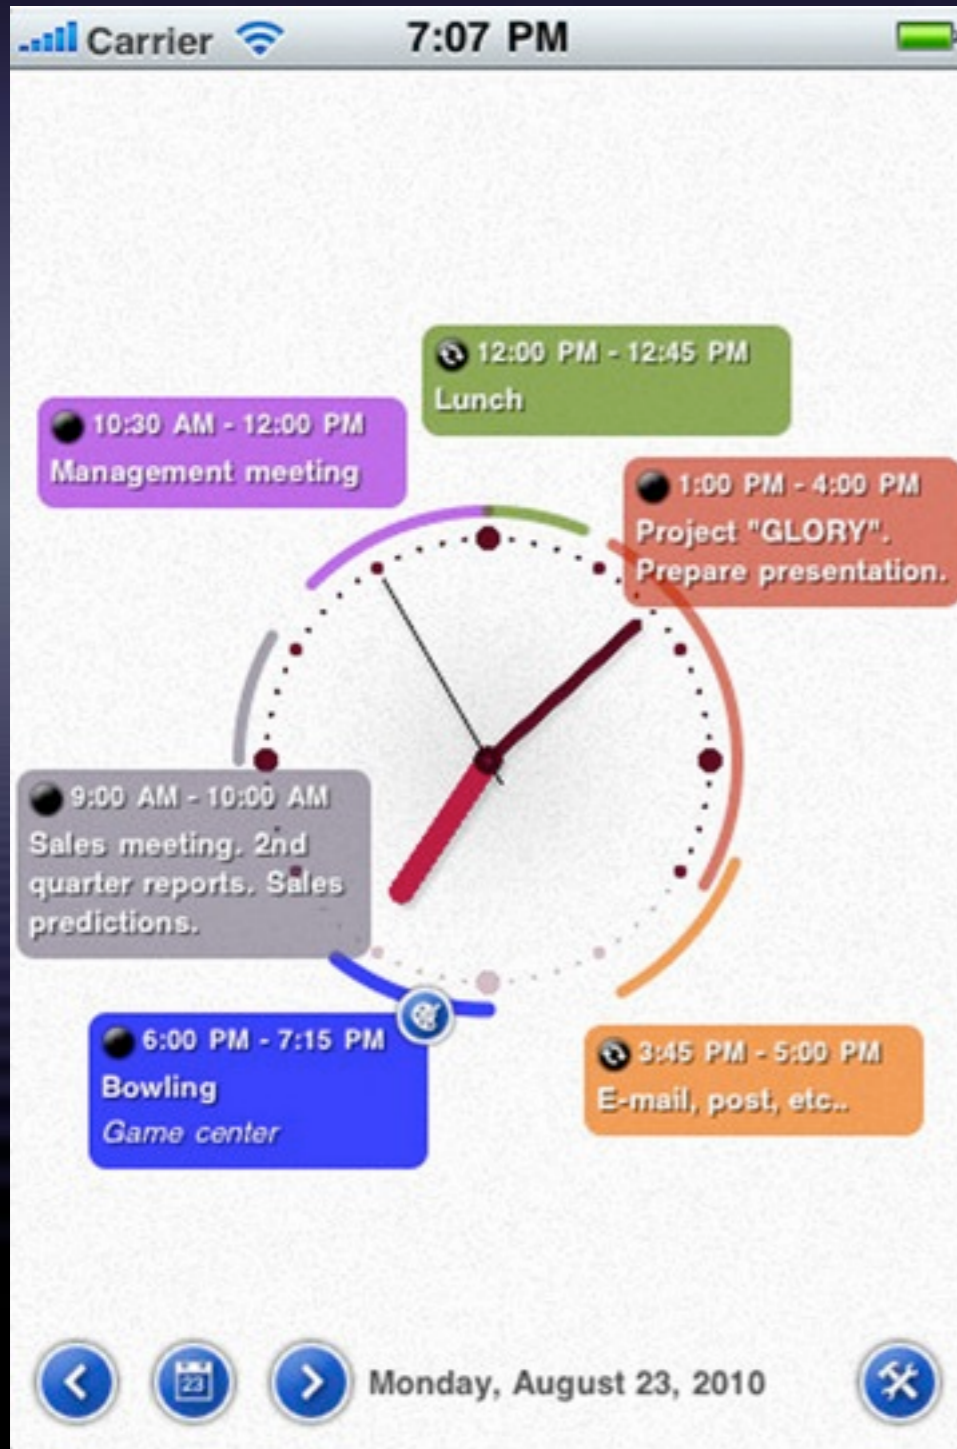 Carrier 7:07 PM
12:00 PM - 12:45 PM
Lunch
10:30 AM - 12:00 PM
Management meeting
1:00 PM - 4:00 PM
Project "GLORY".
Prepare presentation.
9:00 AM - 10:00 AM
Sales meeting. 2nd
quarter reports. Sales
predictions.
6:00 PM - 7:15 PM
Bowling
Game center
3:45 PM - 5:00 PM
E-mail, post, etc..
23
Monday, August 23, 2010